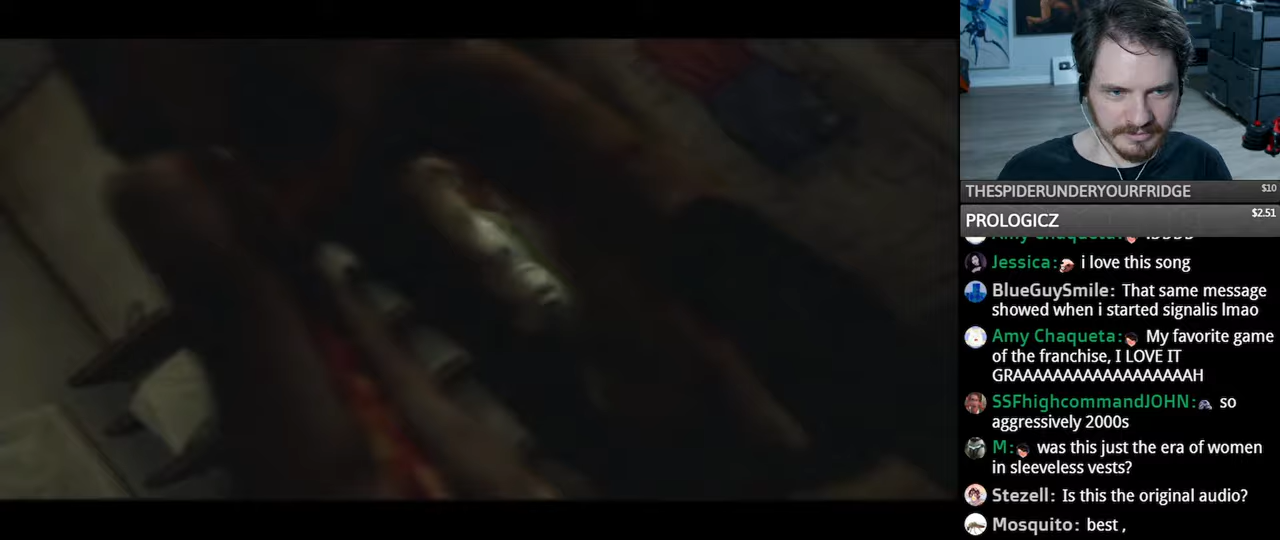 THESPIDERUNDERYOURFRIDGE $10
PROLOGICZ $2.51
Jessica: i love this song
BlueGuySmile: That same message
showed when i started signalis lmao
Amy Chaqueta: My favorite game
of the franchise, I LOVE IT
GRAAAAAAAAAAAAAAAAAH
SSFhighcommandJOHN: so
aggressively 2000s
M: was this just the era of women
in sleeveless vests?
Stezell: Is this the original audio?
Mosquito: best ,